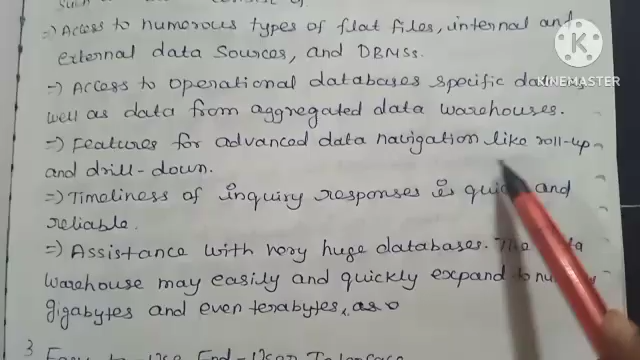 =) Access to numerous types of flat files, internal and
external data sources, and DBMSs.
=) Access to operational databases specific data
well as data from aggregated data warehouses.
=) Features for advanced data navigation like roll-up
and drill-down.
=) Timeliness of inquiry responses is quick and
reliable.
=) Assistance with very huge databases. The
warehouse may easily and quickly expand to
gigabytes and even terabytes,
3
KINEMASTER